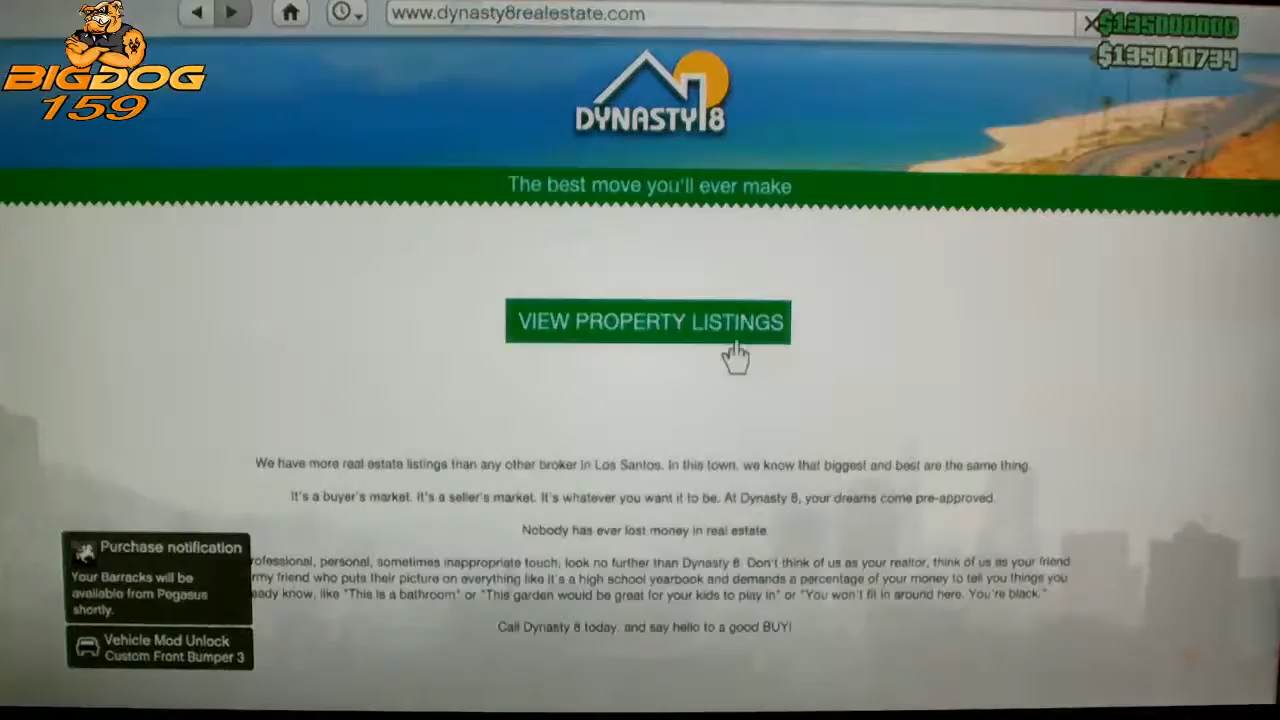 www.dynasty8realestate.com
$135000000
$135010734
BIGDOG
159
DYNASTY 8
The best move you'll ever make
VIEW PROPERTY LISTINGS
We have more real estate listings than any other broker in Los Santos. In this town, we know that biggest and best are the same thing.
It's a buyer's market. It's a seller's market. It's whatever you want it to be. At Dynasty 8, your dreams come pre-approved.
Nobody has ever lost money in real estate.
rofessional, personal, sometimes inappropriate touch, look no further than Dynasty 8. Don't think of us as your realtor, think of us as your friend.
rmy friend who puts their picture on everything like it's a high school yearbook and demands a percentage of your money to tell you things you
eady know, like "This is a bathroom" or "This garden would be great for your kids to play in" or "You won't fit in around here. You're black."
Call Dynasty 8 today, and say hello to a good BUY!
Purchase notification
Your Barracks will be
available from Pegasus
shortly.
Vehicle Mod Unlock
Custom Front Bumper 3